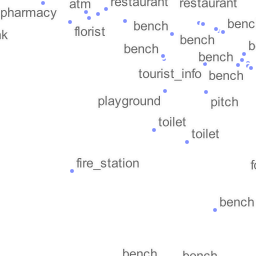 atm
restaurant
restaurant
pharmacy
florist
bench
benc
k
bench
bench
b
bench
tourist_info
bench
playground
pitch
toilet
toilet
fire_station
fo
bench
bench
bench